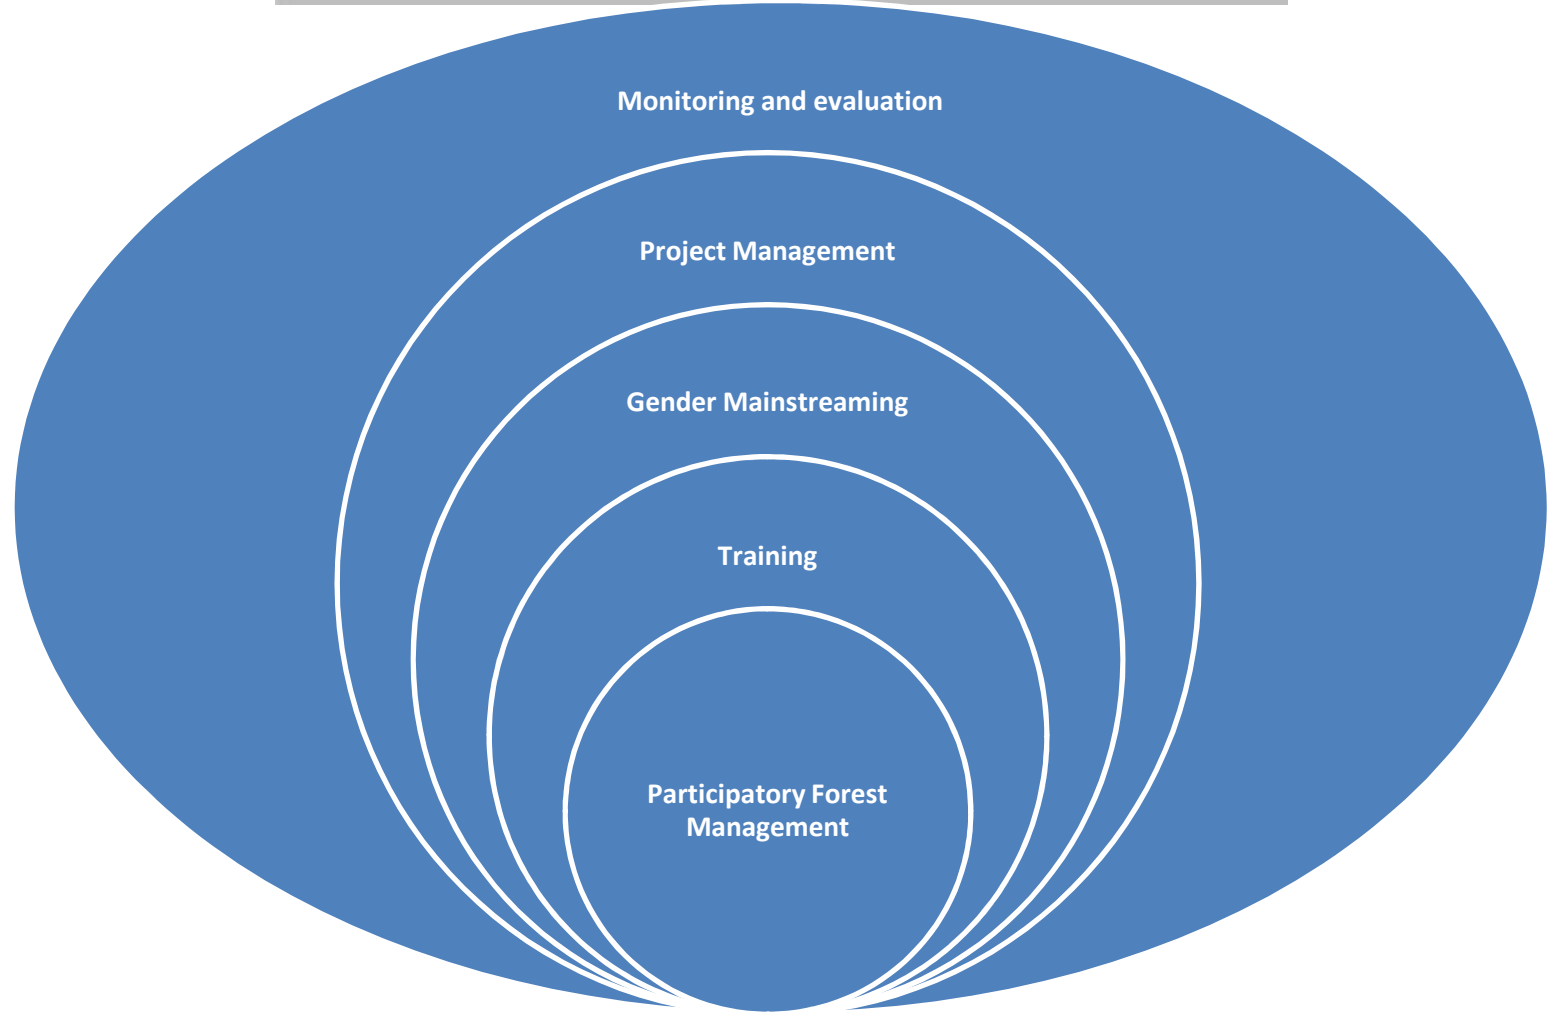 Monitoring and evaluation
Project Management
Gender Mainstreaming
Training
Participatory Forest
Management